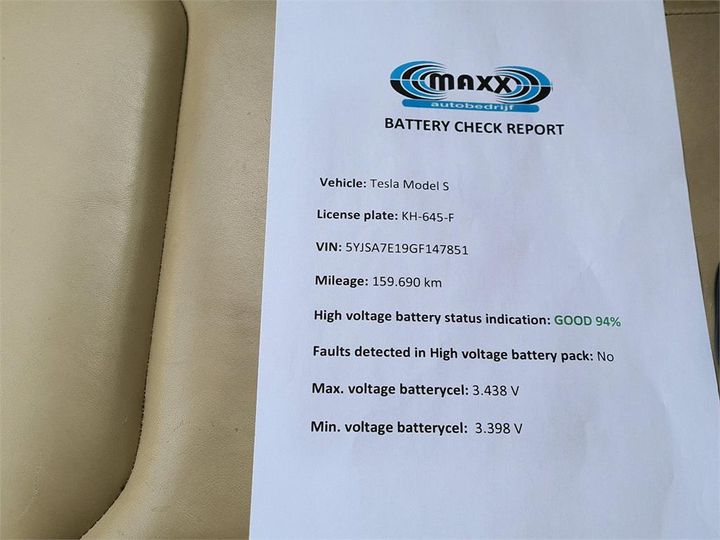 maxx
autobedrijf
BATTERY CHECK REPORT
Vehicle: Tesla Model S
License plate: KH-645-F
VIN: 5YJSA7E19GF147851
Mileage: 159.690 km
High voltage battery status indication: GOOD 94%
Faults detected in High voltage battery pack: No
Max. voltage batterycel: 3.438 V
Min. voltage batterycel: 3.398 V